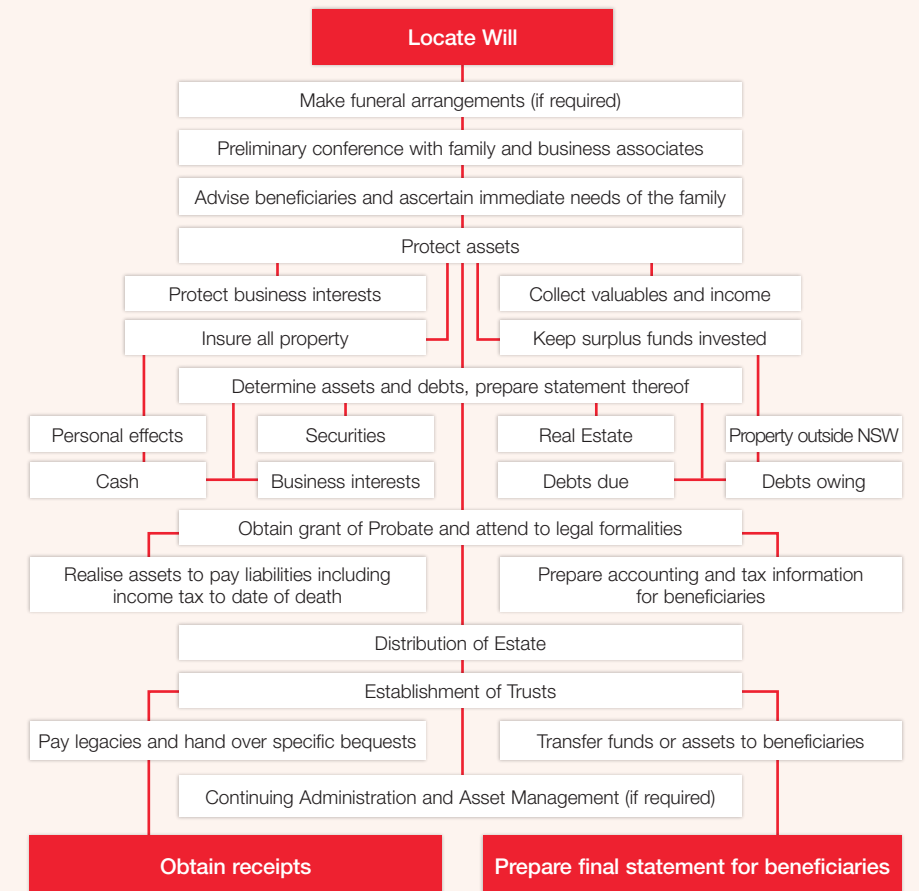 Locate Will
Make funeral arrangements (if required)
Preliminary conference with family and business associates
Advise beneficiaries and ascertain immediate needs of the family
Protect assets
Protect business interests
Collect valuables and income
Insure all property
Keep surplus funds invested
Determine assets and debts, prepare statement thereof
Personal effects
Securities
Real Estate
Property outside NSW
Cash
Business interests
Debts due
Debts owing
Obtain grant of Probate and attend to legal formalities
Realise assets to pay liabilities including
income tax to date of death
Prepare accounting and tax information
for beneficiaries
Distribution of Estate
Establishment of Trusts
Pay legacies and hand over specific bequests
Transfer funds or assets to beneficiaries
Continuing Administration and Asset Management (if required)
Obtain receipts
Prepare final statement for beneficiaries